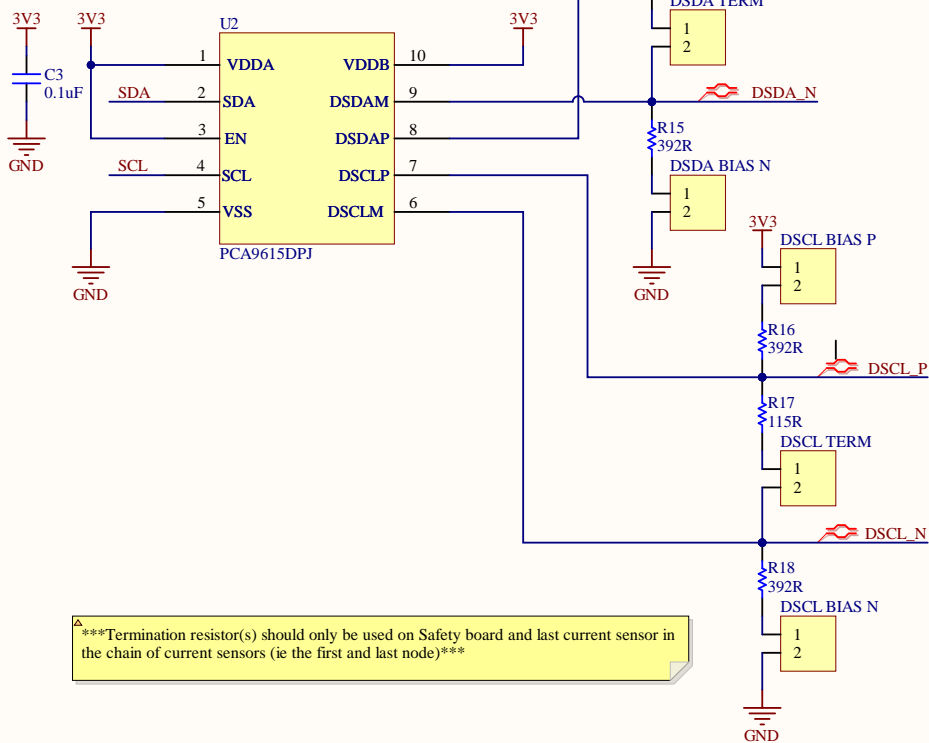 DSDA TERM
3V3
3V3
U2
3V3
1
2
C3
0.1uF
1
VDDA
VDDB
10
SDA
2
SDA
DSDAM
9
DSDA_N
3
EN
DSDAP
8
R15
392R
GND
SCL
4
SCL
DSCLP
7
DSDA BIAS N
1
2
5
VSS
DSCLM
6
PCA9615DPJ
GND
GND
3V3
DSCL BIAS P
1
2
R16
392R
DSCL_P
R17
115R
DSCL TERM
1
2
DSCL_N
R18
392R
DSCL BIAS N
1
2
GND
***Termination resistor(s) should only be used on Safety board and last current sensor in
the chain of current sensors (ie the first and last node)***